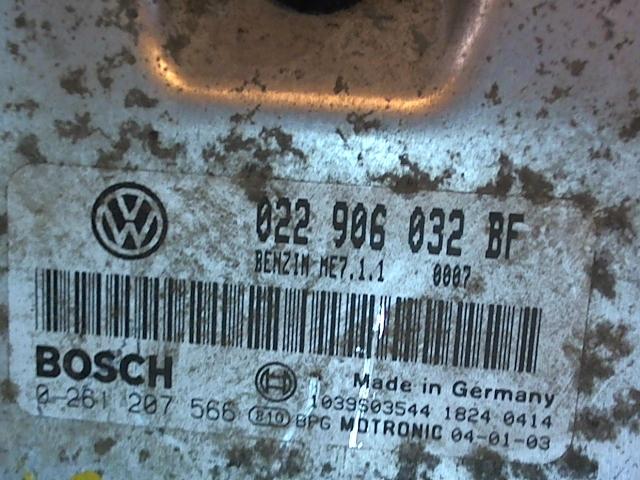 022 906 032 BF
BENZIN ME7.1.1 0007
BOSCH
Made in Germany
0 261 207 566
1039S03544 1824 0414
810 BPG MOTRONIC 04-01-03